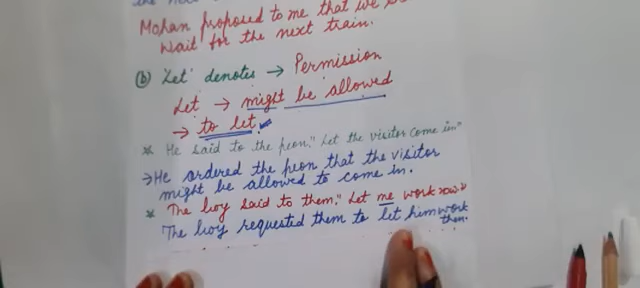 the
Mohan proposed to me that we
wait for the next train.
(b) 'Let' denotes → Permission
Let → might be allowed
→ to let.
* He said to the peon, "Let the visitor come in"
→ He ordered the peon that the visitor
might be allowed to come in.
* The boy said to them, "Let me work now"
The boy requested them to let him work
then.